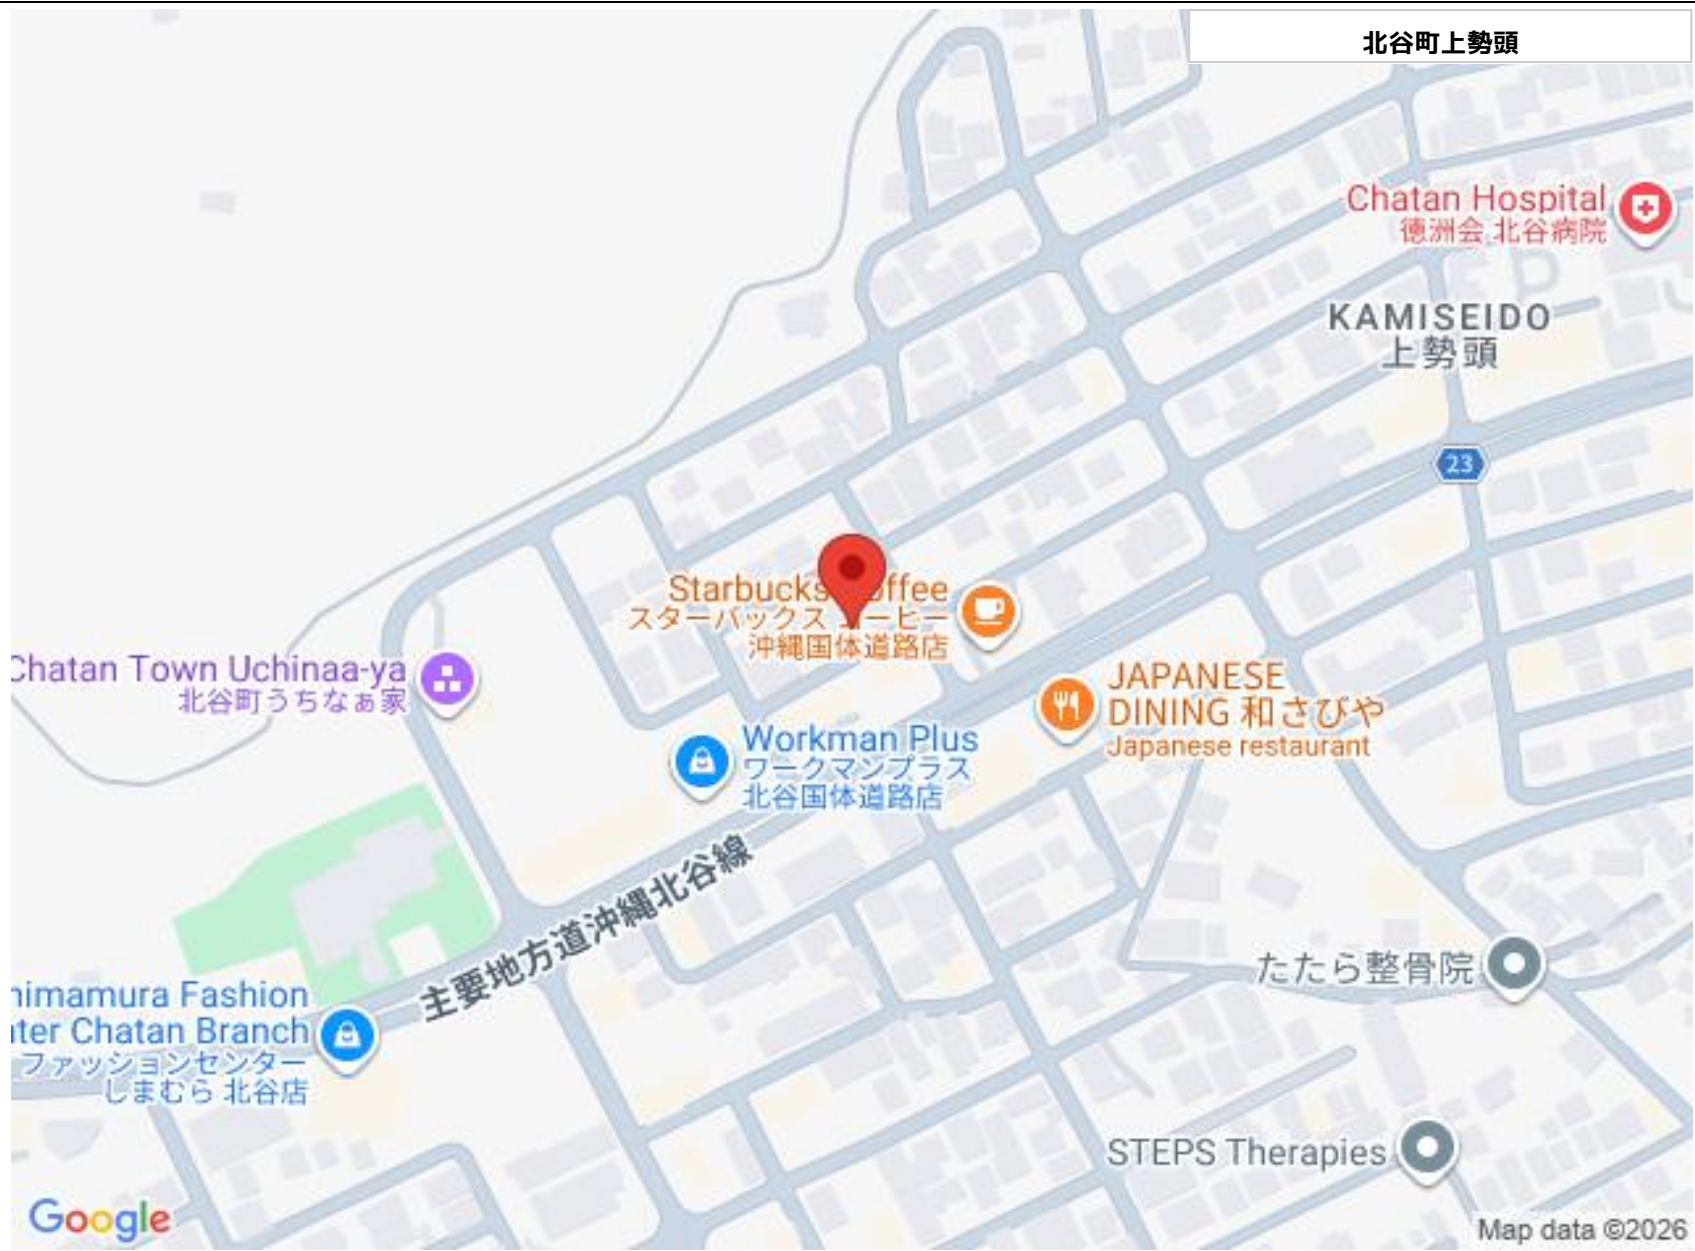 北谷町上勢頭
Chatan Hospital
徳洲会 北谷病院
KAMISEIDO
上勢頭
23
Starbucks
スターバックス
沖縄国体道路店
Chatan Town Uchinaa-ya
北谷町うちなぁ家
JAPANESE
DINING 和さびや
Japanese restaurant
Workman Plus
ワークマンプラス
北谷国体道路店
主要地方道沖縄北谷線
たたら整骨院
himamura Fashion
nter Chatan Branch
ファッションセンター
しまむら 北谷店
STEPS Therapies
Google
Map data ©2026